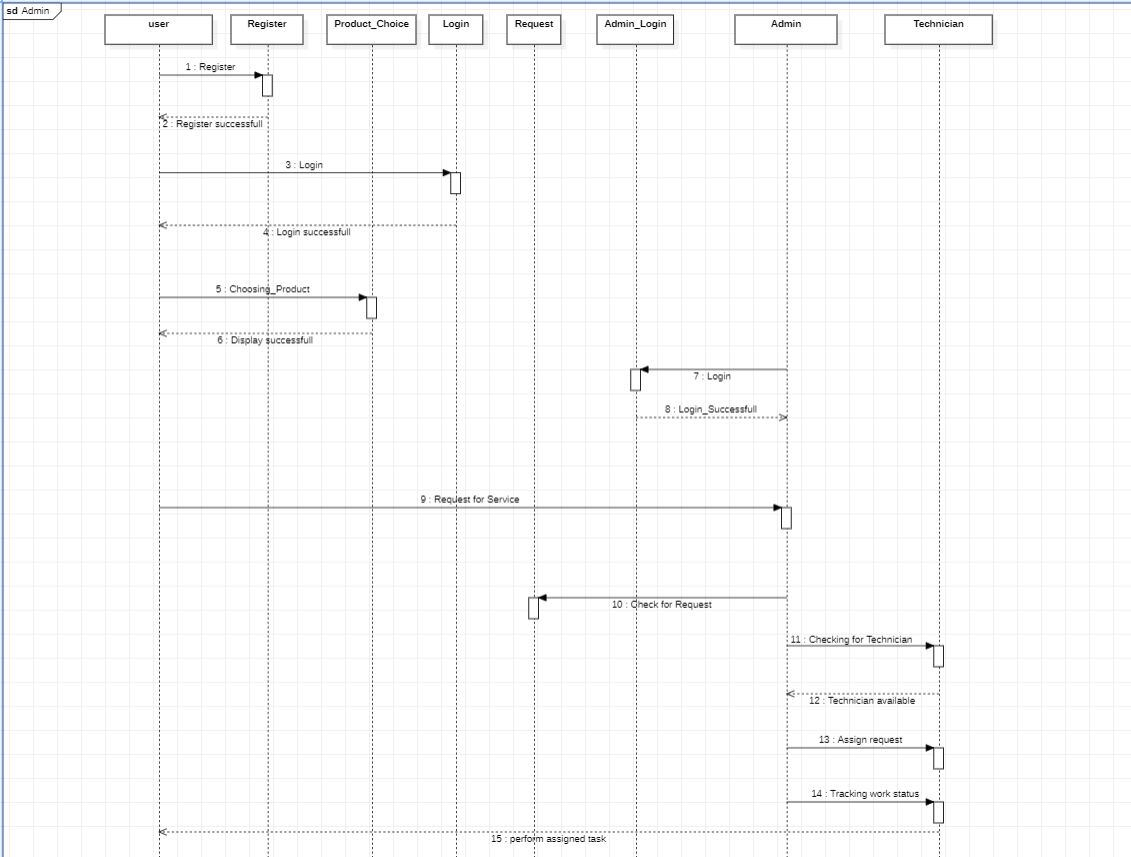 sd Admin
user Register Product_Choice Login Request Admin_Login Admin Technician
1 : Register
2 : Register successfull
3 : Login
4 : Login successfull
5 : Choosing_Product
6 : Display successfull
7 : Login
8 : Login_Successfull
9 : Request for Service
10 : Check for Request
11 : Checking for Technician
12 : Technician available
13 : Assign request
14 : Tracking work status
15 : perform assigned task